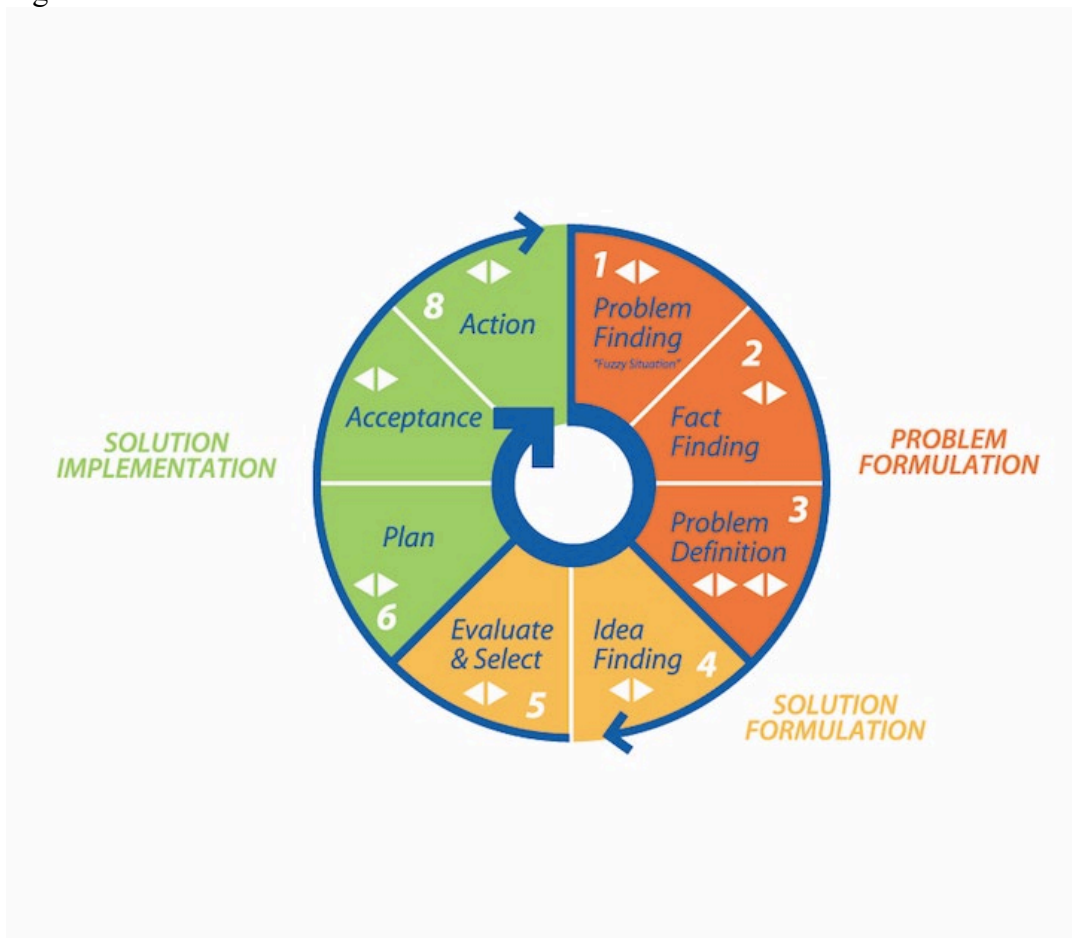 1
Problem
Finding
"Fuzzy Situation"
2
Fact
Finding
3
Problem
Definition
PROBLEM
FORMULATION
4
Idea
Finding
5
Evaluate
& Select
SOLUTION
FORMULATION
6
Plan
Acceptance
8
Action
SOLUTION
IMPLEMENTATION